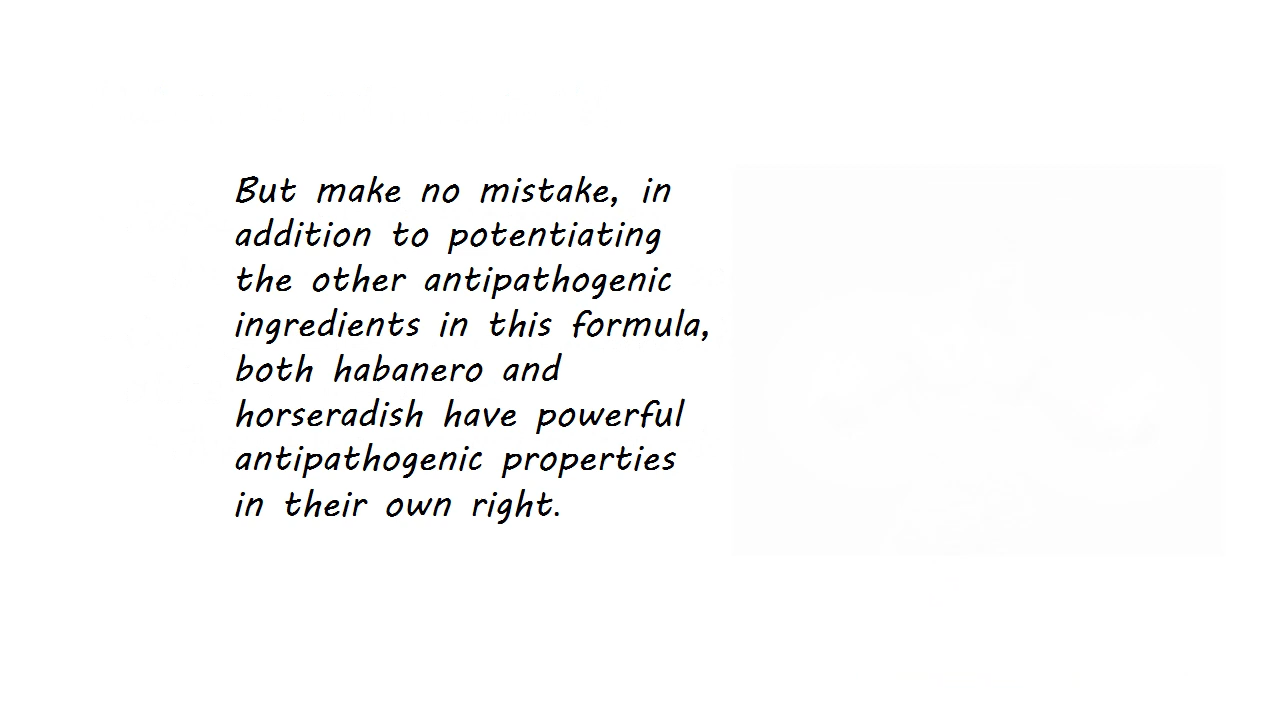 But make no mistake, in
addition to potentiating
the other antipathogenic
ingredients in this formula,
both habanero and
horseradish have powerful
antipathogenic properties
in their own right.